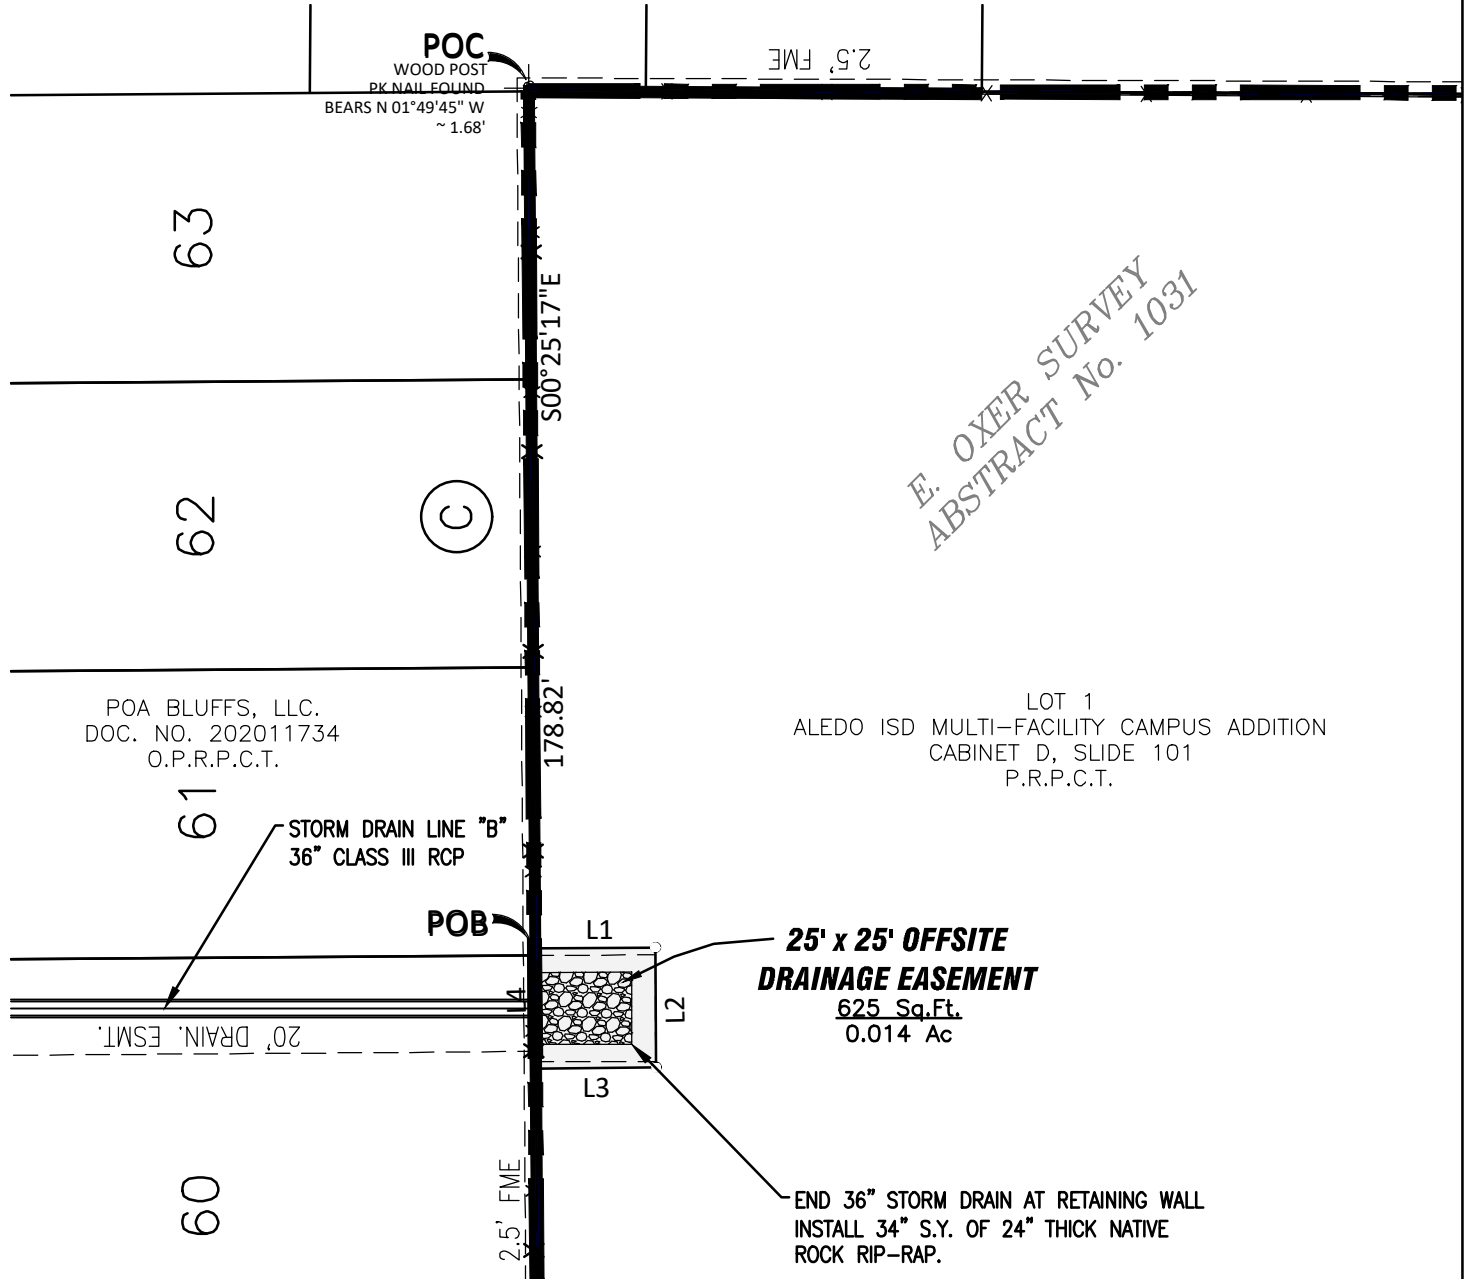 POC
WOOD POST
PK NAIL FOUND
BEARS N 01°49'45" W
~ 1.68'
2.5' FME
63
S00°25'17"E
E. OXER SURVEY
ABSTRACT No. 1031
62
C
178.82'
POA BLUFFS, LLC.
DOC. NO. 202011734
O.P.R.P.C.T.
LOT 1
ALEDO ISD MULTI-FACILITY CAMPUS ADDITION
CABINET D, SLIDE 101
P.R.P.C.T.
61
STORM DRAIN LINE "B"
36" CLASS III RCP
POB
L1
25' x 25' OFFSITE
DRAINAGE EASEMENT
625 Sq.Ft.
0.014 Ac
L4
L2
20' DRAIN. ESMT.
L3
60
2.5' FME
END 36" STORM DRAIN AT RETAINING WALL
INSTALL 34" S.Y. OF 24" THICK NATIVE
ROCK RIP-RAP.